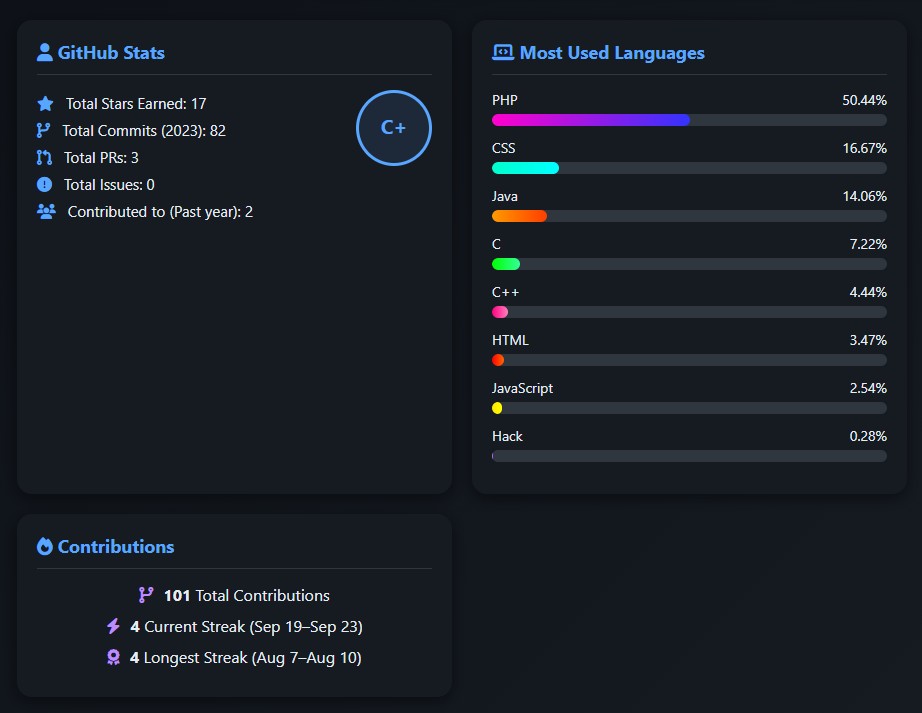 GitHub Stats
Total Stars Earned: 17
Total Commits (2023): 82
Total PRs: 3
Total Issues: 0
Contributed to (Past year): 2
C+
Most Used Languages
PHP 50.44%
CSS 16.67%
Java 14.06%
C 7.22%
C++ 4.44%
HTML 3.47%
JavaScript 2.54%
Hack 0.28%
Contributions
101 Total Contributions
4 Current Streak (Sep 19–Sep 23)
4 Longest Streak (Aug 7–Aug 10)